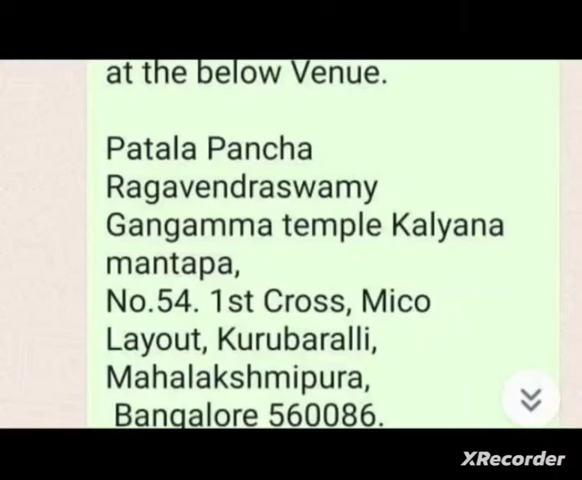 at the below Venue.
Patala Pancha
Ragavendraswamy
Gangamma temple Kalyana
mantapa,
No.54. 1st Cross, Mico
Layout, Kurubaralli,
Mahalakshmipura,
Bangalore 560086.
XRecorder